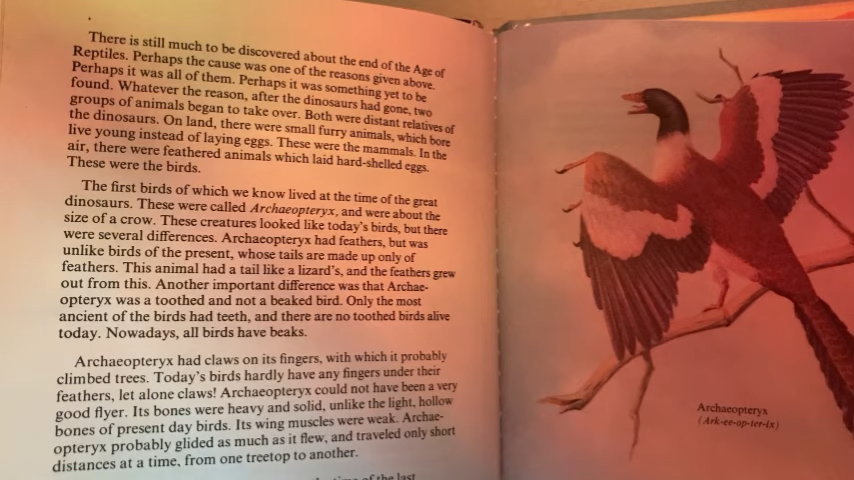 There is still much to be discovered about the end of the Age of
Reptiles. Perhaps the cause was one of the reasons given above.
Perhaps it was all of them. Perhaps it was something yet to be
found. Whatever the reason, after the dinosaurs had gone, two
groups of animals began to take over. Both were distant relatives of
the dinosaurs. On land, there were small furry animals, which bore
live young instead of laying eggs. These were the mammals. In the
air, there were feathered animals which laid hard-shelled eggs.
These were the birds.
The first birds of which we know lived at the time of the great
dinosaurs. These were called Archaeopteryx, and were about the
size of a crow. These creatures looked like today's birds, but there
were several differences. Archaeopteryx had feathers, but was
unlike birds of the present, whose tails are made up only of
feathers. This animal had a tail like a lizard's, and the feathers grew
out from this. Another important difference was that Archae-
opteryx was a toothed and not a beaked bird. Only the most
ancient of the birds had teeth, and there are no toothed birds alive
today. Nowadays, all birds have beaks.
Archaeopteryx had claws on its fingers, with which it probably
climbed trees. Today's birds hardly have any fingers under their
feathers, let alone claws! Archaeopteryx could not have been a very
good flyer. Its bones were heavy and solid, unlike the light, hollow
bones of present day birds. Its wing muscles were weak. Archae-
opteryx probably glided as much as it flew, and traveled only short
distances at a time, from one treetop to another.
time of the last
Archaeopteryx
(Ark-ee-op-ter-ix)